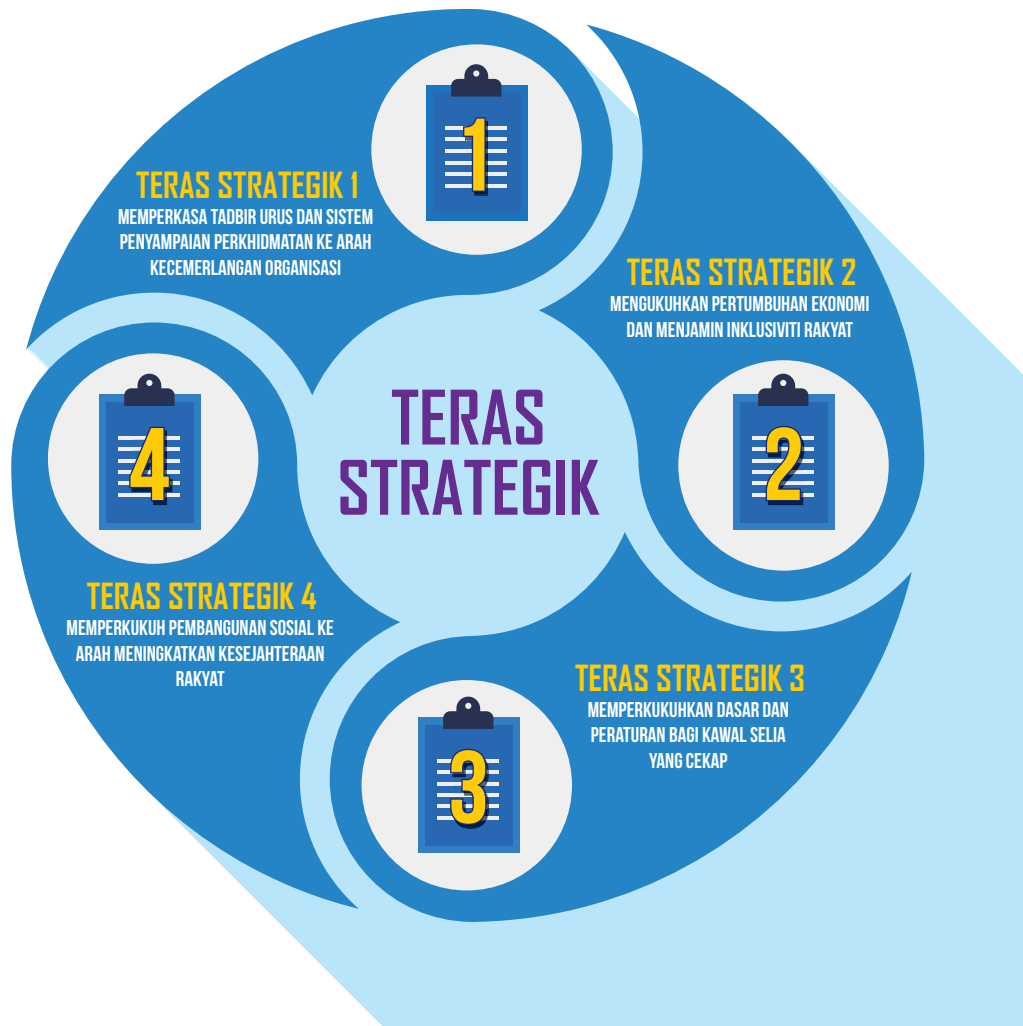 TERAS
STRATEGIK
1
TERAS STRATEGIK 1
MEMPERKASA TADBIR URUS DAN SISTEM
PENYAMPAIAN PERKHIDMATAN KE ARAH
KECEMERLANGAN ORGANISASI
TERAS STRATEGIK 2
MENGUKUHKAN PERTUMBUHAN EKONOMI
DAN MENJAMIN INKLUSIVITI RAKYAT
2
TERAS STRATEGIK 3
MEMPERKUKUHKAN DASAR DAN
PERATURAN BAGI KAWAL SELIA
YANG CEKAP
3
4
TERAS STRATEGIK 4
MEMPERKUKUH PEMBANGUNAN SOSIAL KE
ARAH MENINGKATKAN KESEJAHTERAAN
RAKYAT